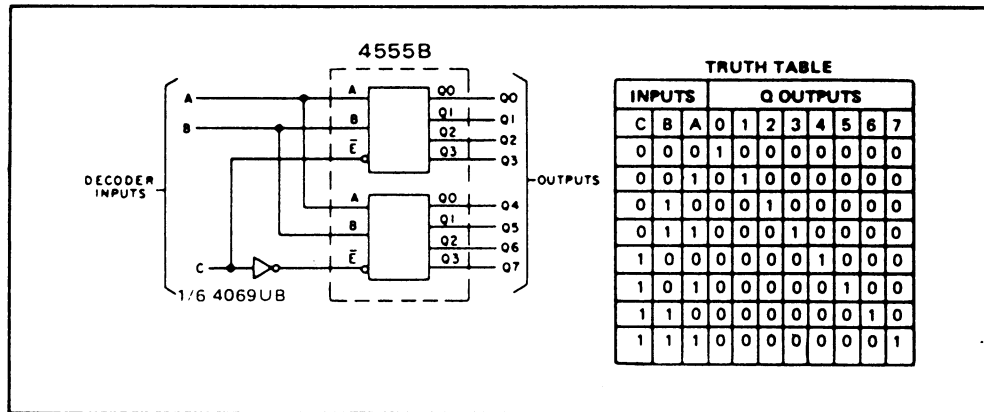 4555B
A
B
DECODER
INPUTS
C
1/6 4069UB
A
B
E̅
Q0
Q1
Q2
Q3
A
B
E̅
Q0
Q1
Q2
Q3
Q0
Q1
Q2
Q3
OUTPUTS
Q4
Q5
Q6
Q7
TRUTH TABLE
INPUTS Q OUTPUTS
C B A 0 1 2 3 4 5 6 7
0 0 0 1 0 0 0 0 0 0 0
0 0 1 0 1 0 0 0 0 0 0
0 1 0 0 0 1 0 0 0 0 0
0 1 1 0 0 0 1 0 0 0 0
1 0 0 0 0 0 0 1 0 0 0
1 0 1 0 0 0 0 0 1 0 0
1 1 0 0 0 0 0 0 0 1 0
1 1 1 0 0 0 0 0 0 0 1